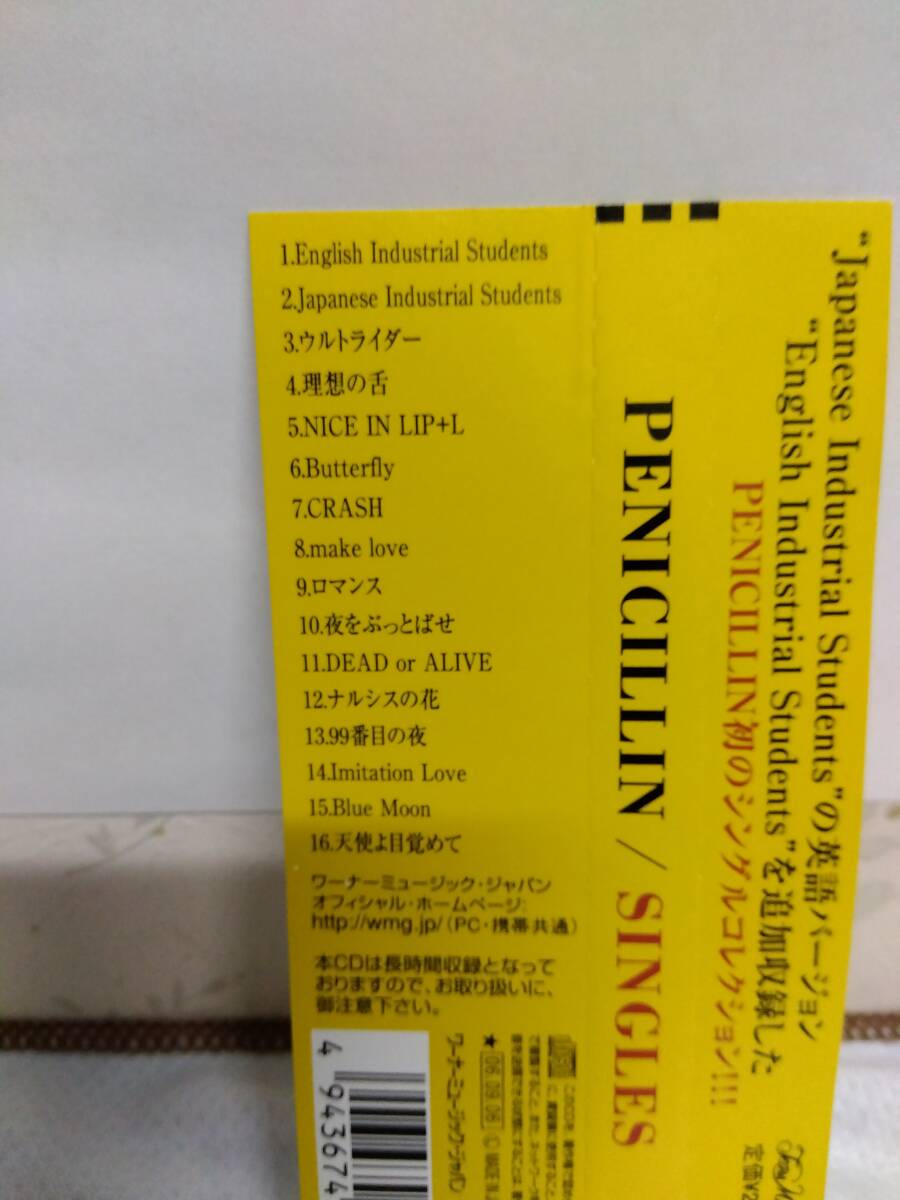 1.English Industrial Students
2.Japanese Industrial Students
3.ウルトライダー
4.理想の舌
5.NICE IN LIP+L
6.Butterfly
7.CRASH
8.make love
9.ロマンス
10.夜をぶっとばせ
11.DEAD or ALIVE
12.ナルシスの花
13.99番目の夜
14.Imitation Love
15.Blue Moon
16.天使よ目覚めて
ワーナーミュージック・ジャパン
オフィシャル・ホームページ:
http://wmg.jp/(PC・携帯共通)
本CDは長時間収録となって
おりますので、お取り扱いに、
御注意下さい。
4 943674
★ 06 09 06
ワーナーミュージック・ジャパン
PENICILLIN / SINGLES
“Japanese Industrial Students”の英語バージョン
“English Industrial Students”を追加収録した
PENICILLIN初のシングルコレクション!!!
定価¥2